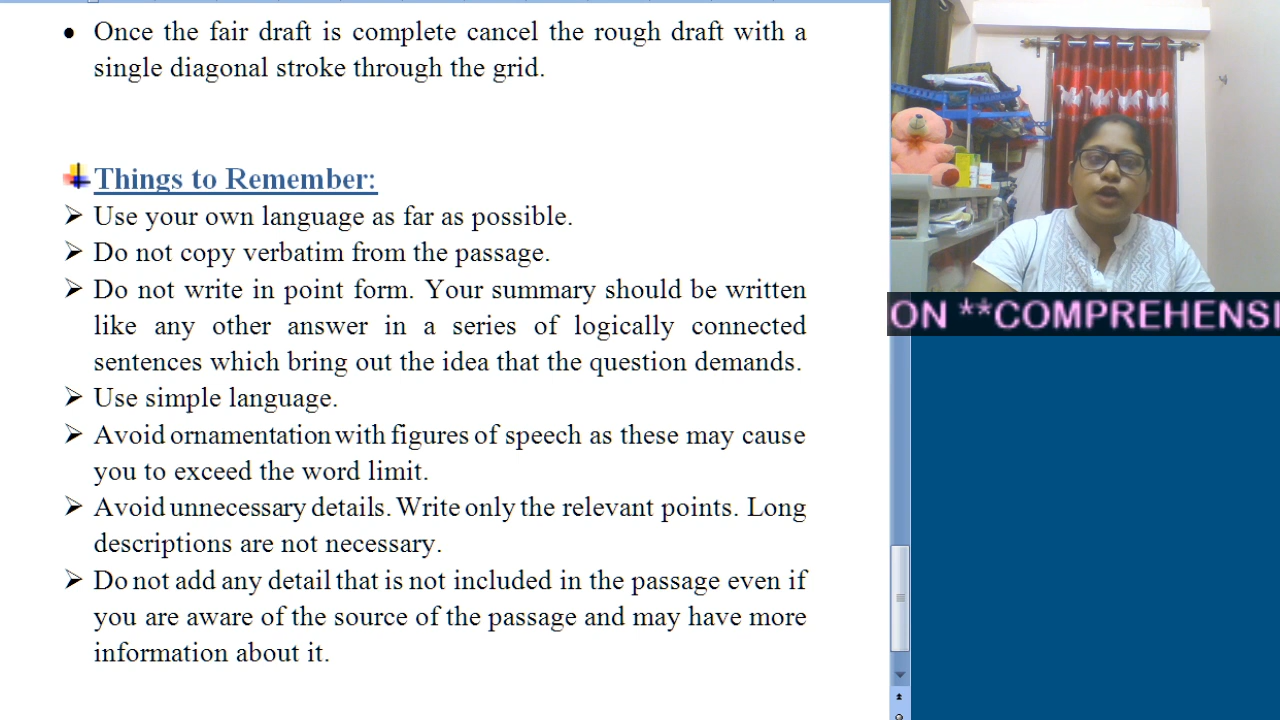 Once the fair draft is complete cancel the rough draft with a
single diagonal stroke through the grid.
Things to Remember:
Use your own language as far as possible.
Do not copy verbatim from the passage.
Do not write in point form. Your summary should be written
like any other answer in a series of logically connected
sentences which bring out the idea that the question demands.
Use simple language.
Avoid ornamentation with figures of speech as these may cause
you to exceed the word limit.
Avoid unnecessary details. Write only the relevant points. Long
descriptions are not necessary.
Do not add any detail that is not included in the passage even if
you are aware of the source of the passage and may have more
information about it.
ON **COMPREHENSI